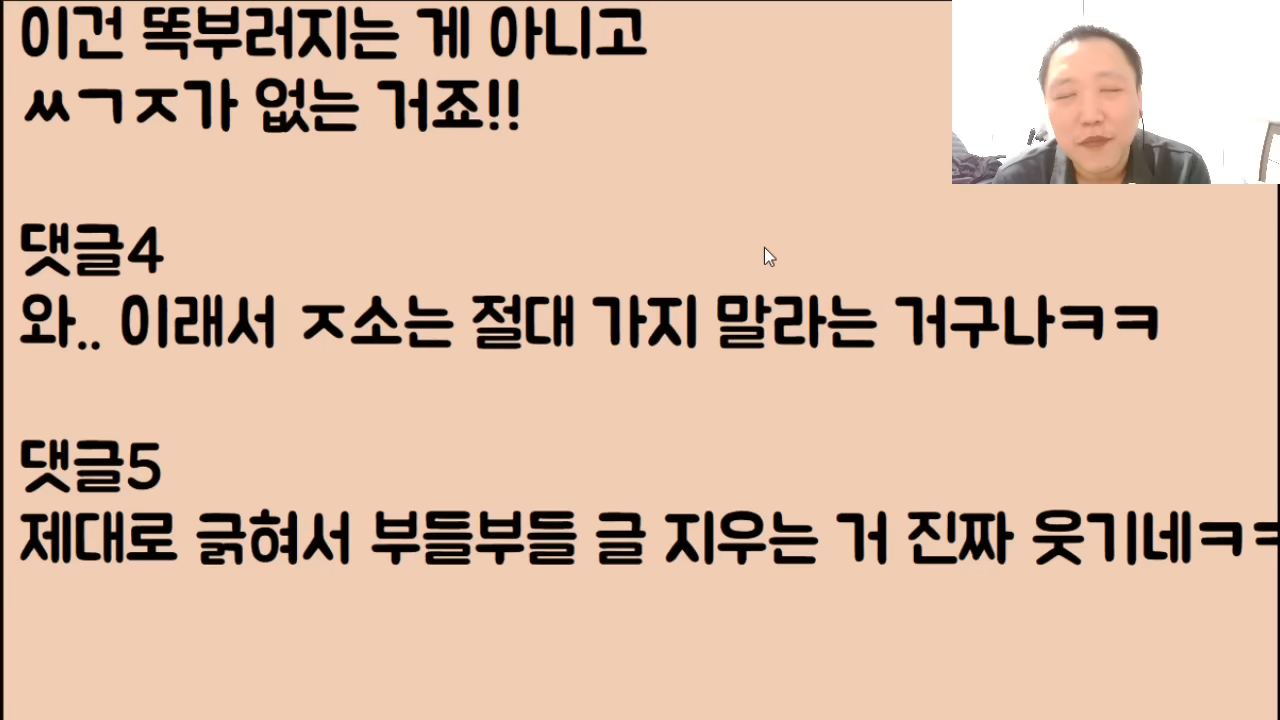 이건 똑부러지는 게 아니고
ㅆㄱㅈ가 없는 거죠!!
댓글4
와.. 이래서 ㅈ소는 절대 가지 말라는 거구나ㅋㅋ
댓글5
제대로 긁혀서 부들부들 글 지우는 거 진짜 웃기네ㅋㅋ